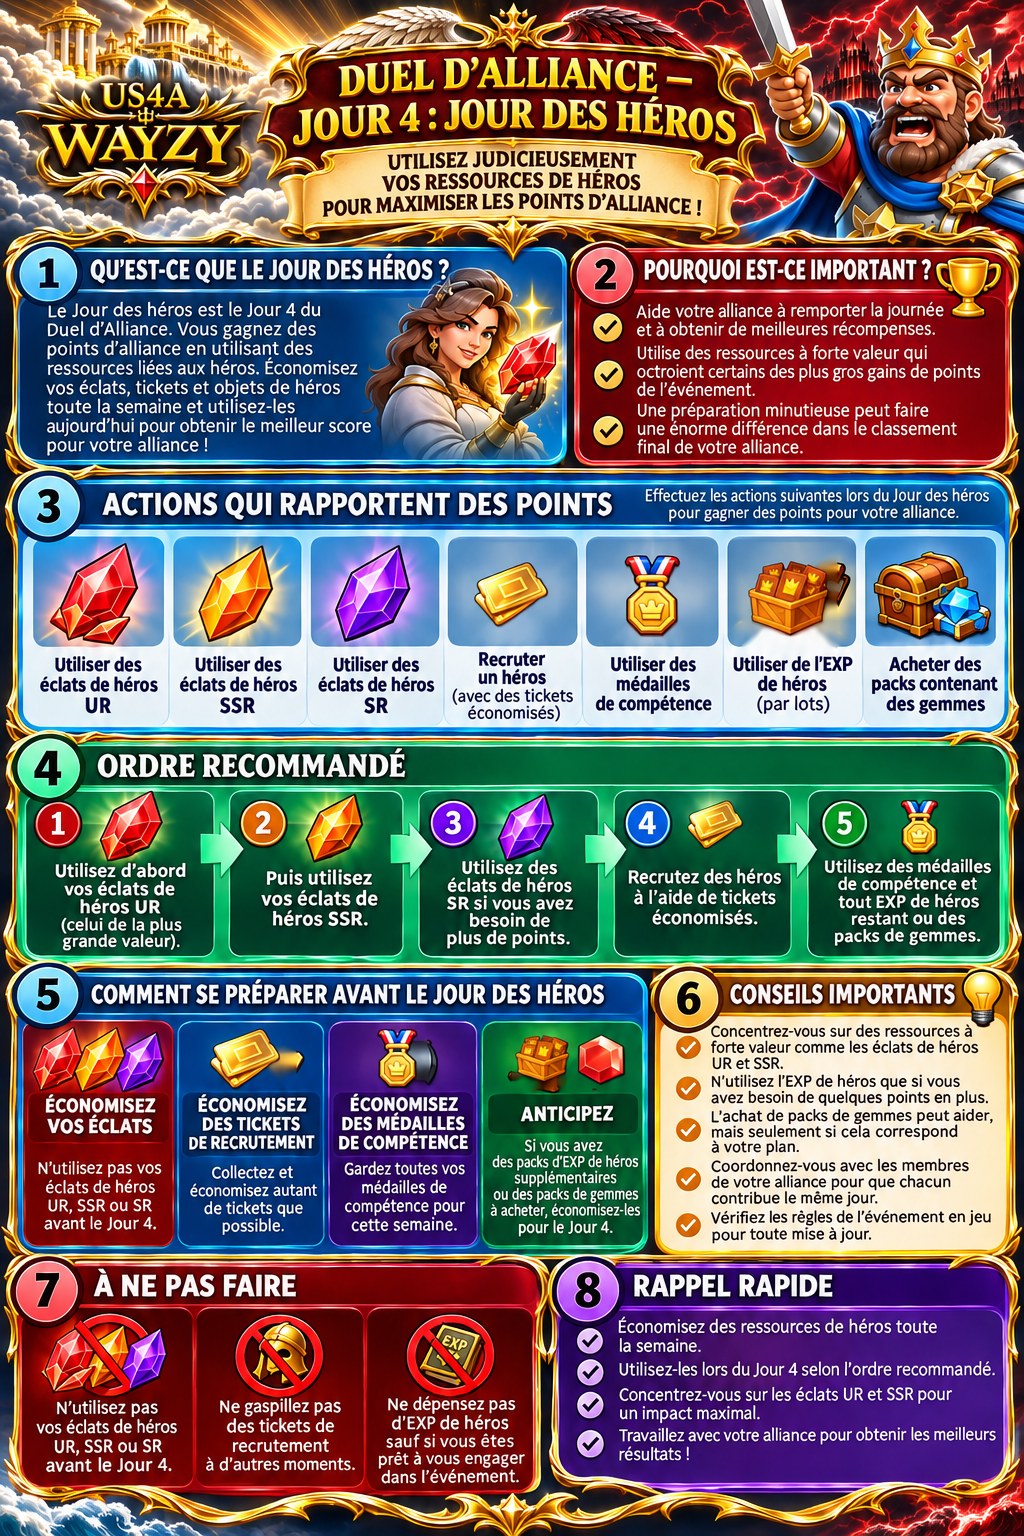 US4A
WAYZY
DUEL D'ALLIANCE –
JOUR 4 : JOUR DES HÉROS
UTILISEZ JUDICIEUSEMENT
VOS RESSOURCES DE HÉROS
POUR MAXIMISER LES POINTS D'ALLIANCE !
1
QU'EST-CE QUE LE JOUR DES HÉROS ?
Le Jour des héros est le Jour 4 du
Duel d'Alliance. Vous gagnez des
points d'alliance en utilisant des
ressources liées aux héros. Économisez
vos éclats, tickets et objets de héros
toute la semaine et utilisez-les
aujourd'hui pour obtenir le meilleur score
pour votre alliance !
2
POURQUOI EST-CE IMPORTANT ?
Aide votre alliance à remporter la journée
et à obtenir de meilleures récompenses.
Utilise des ressources à forte valeur qui
octroient certains des plus gros gains de points
de l'événement.
Une préparation minutieuse peut faire
une énorme différence dans le classement
final de votre alliance.
3
ACTIONS QUI RAPPORTENT DES POINTS
Effectuez les actions suivantes lors du Jour des héros
pour gagner des points pour votre alliance.
Utiliser des
éclats de héros
UR
Utiliser des
éclats de héros
SSR
Utiliser des
éclats de héros
SR
Recruter
un héros
(avec des tickets
économisés)
Utiliser des
médailles
de compétence
Utiliser de l'EXP
de héros
(par lots)
Acheter des
packs contenant
des gemmes
4
ORDRE RECOMMANDÉ
1
Utilisez d'abord
vos éclats de
héros UR
(celui de la plus
grande valeur).
2
Puis utilisez
vos éclats de
héros SSR.
3
Utilisez des
éclats de héros
SR si vous avez
besoin de
plus de points.
4
Recrutez des héros
à l'aide de tickets
économisés.
5
Utilisez des médailles
de compétence et
tout EXP de héros
restant ou des
packs de gemmes.
5
COMMENT SE PRÉPARER AVANT LE JOUR DES HÉROS
ÉCONOMISEZ
VOS ÉCLATS
N'utilisez pas vos
éclats de héros
UR, SSR ou SR
avant le Jour 4.
ÉCONOMISEZ
DES TICKETS
DE RECRUTEMENT
Collectez et
économisez autant
de tickets que
possible.
ÉCONOMISEZ
DES MÉDAILLES
DE COMPÉTENCE
Gardez toutes vos
médailles de
compétence pour
cette semaine.
ANTICIPEZ
Si vous avez
des packs d'EXP de héros
supplémentaires
ou des packs de gemmes
à acheter, économisez-les
pour le Jour 4.
6
CONSEILS IMPORTANTS
Concentrez-vous sur des ressources à
forte valeur comme les éclats de héros
UR et SSR.
N'utilisez l'EXP de héros que si vous
avez besoin de quelques points en plus.
L'achat de packs de gemmes peut aider,
mais seulement si cela correspond
à votre plan.
Coordonnez-vous avec les membres
de votre alliance pour que chacun
contribue le même jour.
Vérifiez les règles de l'événement en jeu
pour toute mise à jour.
7
À NE PAS FAIRE
N'utilisez pas
vos éclats de héros
UR, SSR ou SR
avant le Jour 4.
Ne gaspillez pas
des tickets de
recrutement
à d'autres moments.
EXP
Ne dépensez pas
d'EXP de héros
sauf si vous êtes
prêt à vous engager
dans l'événement.
8
RAPPEL RAPIDE
Économisez des ressources de héros toute
la semaine.
Utilisez-les lors du Jour 4 selon l'ordre recommandé.
Concentrez-vous sur les éclats UR et SSR pour
un impact maximal.
Travaillez avec votre alliance pour obtenir les meilleurs
résultats !